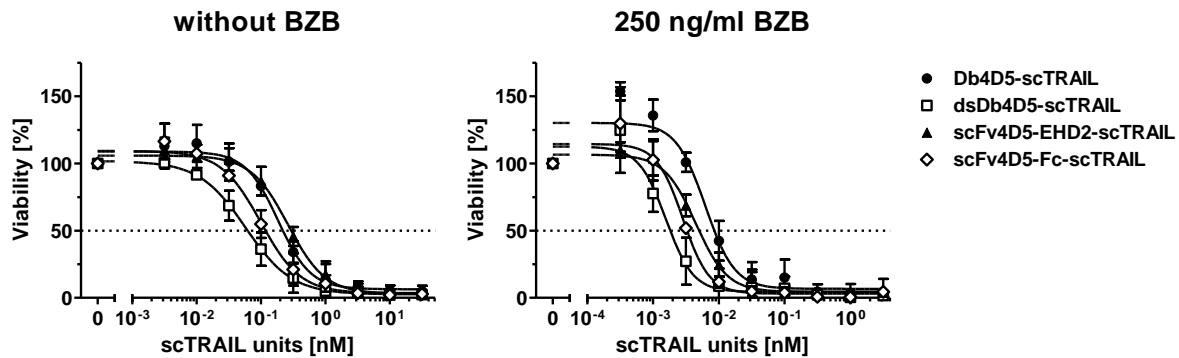 without BZB
250 ng/ml BZB
Viability [%]
150
100
50
0
0
10-3
10-2
10-1
100
101
scTRAIL units [nM]
Viability [%]
150
100
50
0
0
10-4
10-3
10-2
10-1
100
scTRAIL units [nM]
Db4D5-scTRAIL
dsDb4D5-scTRAIL
scFv4D5-EHD2-scTRAIL
scFv4D5-Fc-scTRAIL